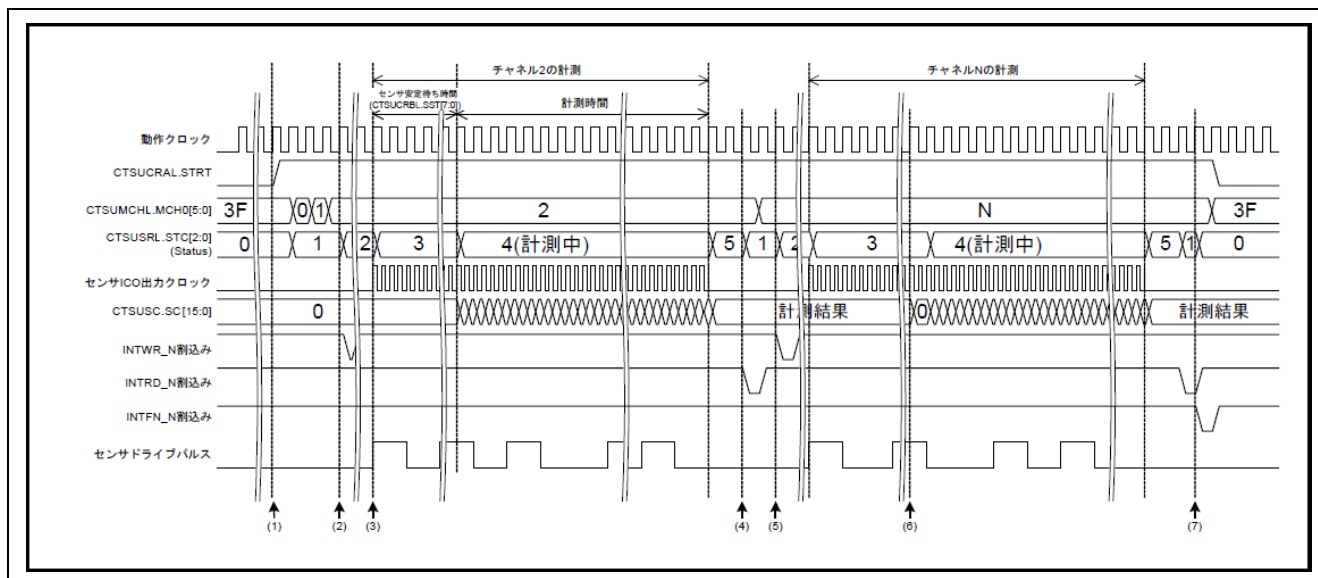 チャネル2の計測
チャネルNの計測
センサ安定待ち時間
(CTSUCRBL.SST[7:0])
計測時間
動作クロック
CTSUCRAL.STRT
CTSUMCHL.MCH0[5:0]
3F 0 1 2 N 3F
CTSUSRL.STC[2:0]
(Status)
0 1 2 3 4(計測中) 5 1 2 3 4(計測中) 5 1 0
センサICO出力クロック
CTSUSC.SC[15:0]
0 計測結果 0 計測結果
INTWR_N割込み
INTRD_N割込み
INTFN_N割込み
センサドライブパルス
(1) (2) (3) (4) (5) (6) (7)